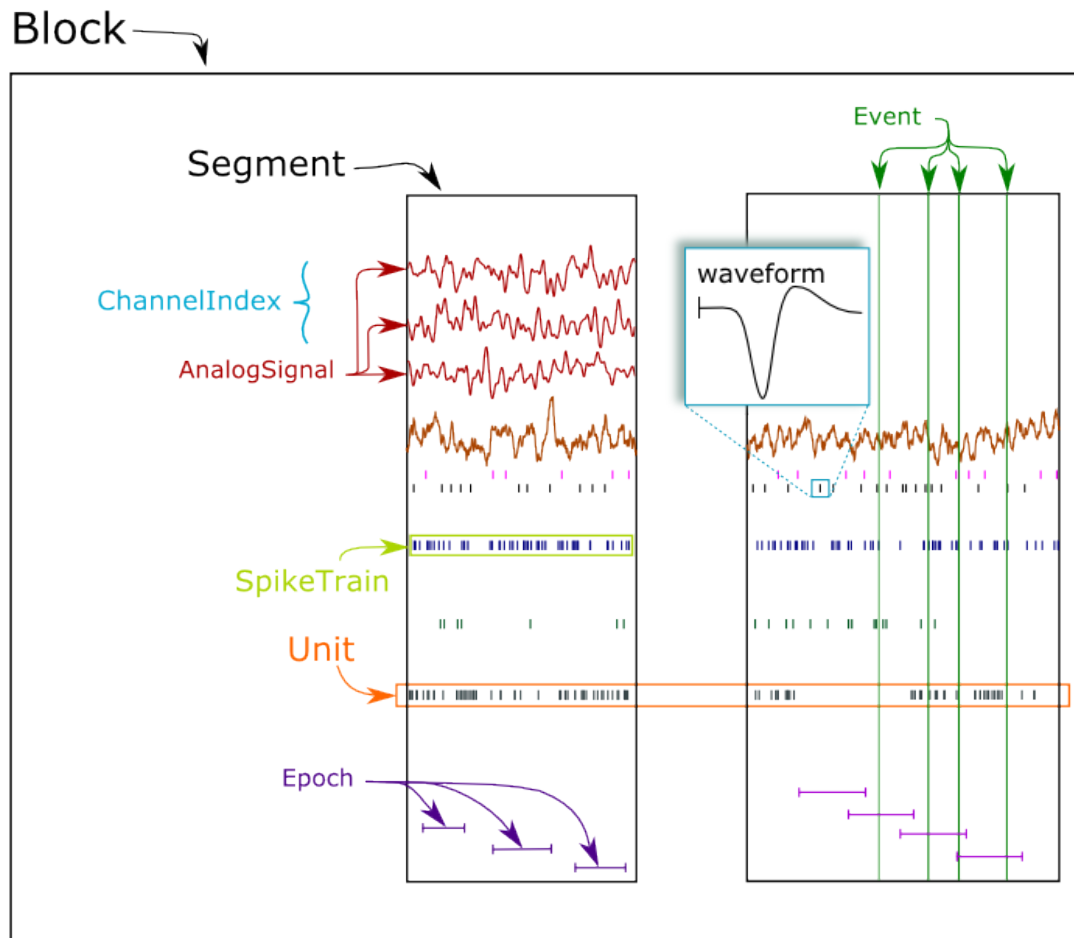 Block
Event
Segment
waveform
ChannelIndex
AnalogSignal
SpikeTrain
Unit
Epoch